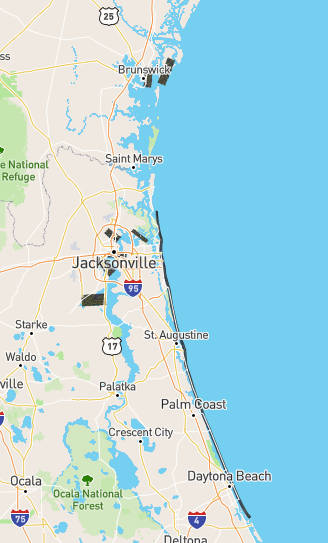 25
ss
Brunswick
Saint Marys
e National
Refuge
Jacksonville
95
Starke
St. Augustine
17
Waldo
ville
Palatka
Palm Coast
Crescent City
Ocala
Daytona Beach
Ocala National
Forest
75
4
Deltona